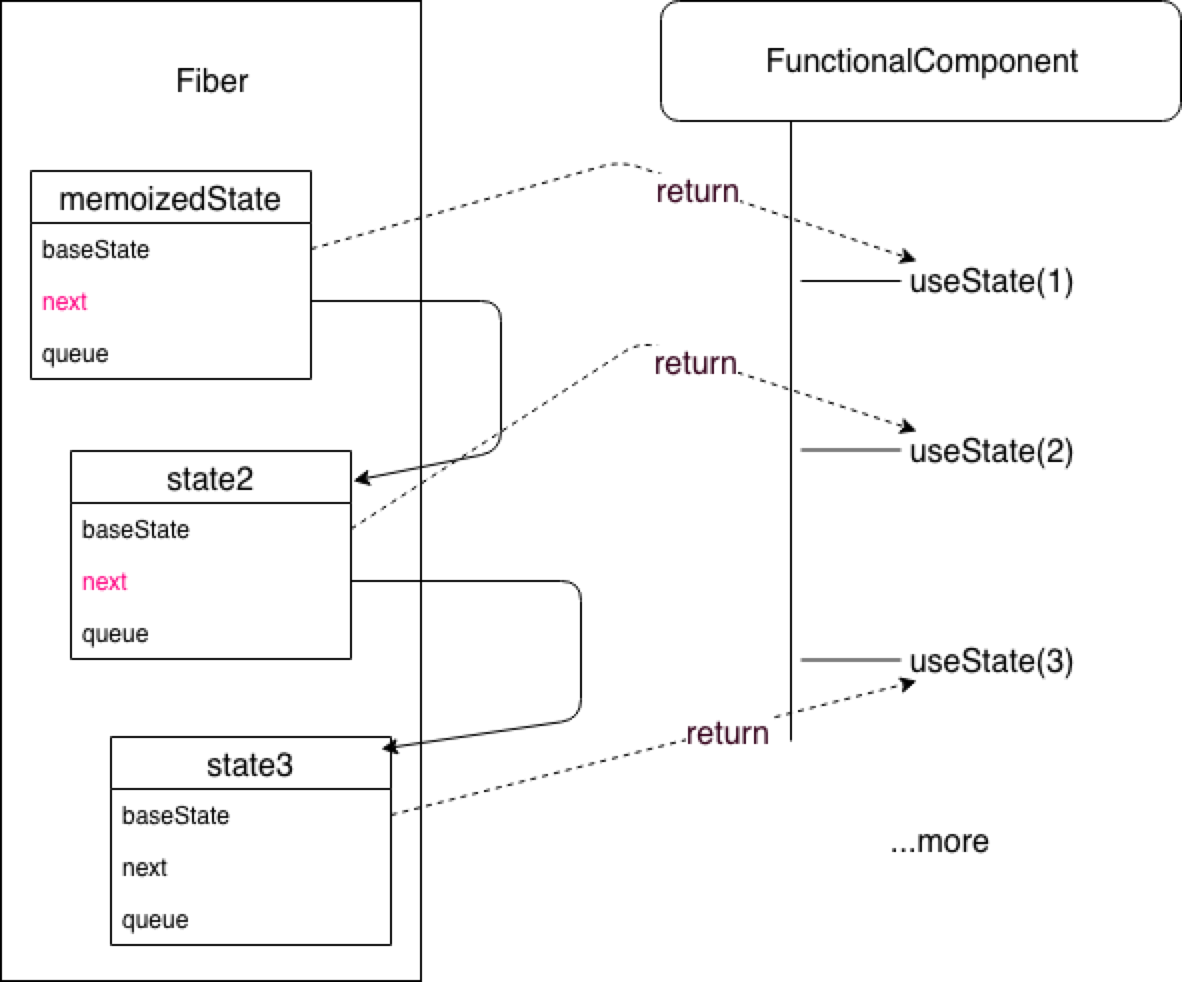 Fiber
memoizedState
baseState
next
queue
state2
baseState
next
queue
state3
baseState
next
queue
return
return
return
FunctionalComponent
useState(1)
useState(2)
useState(3)
...more